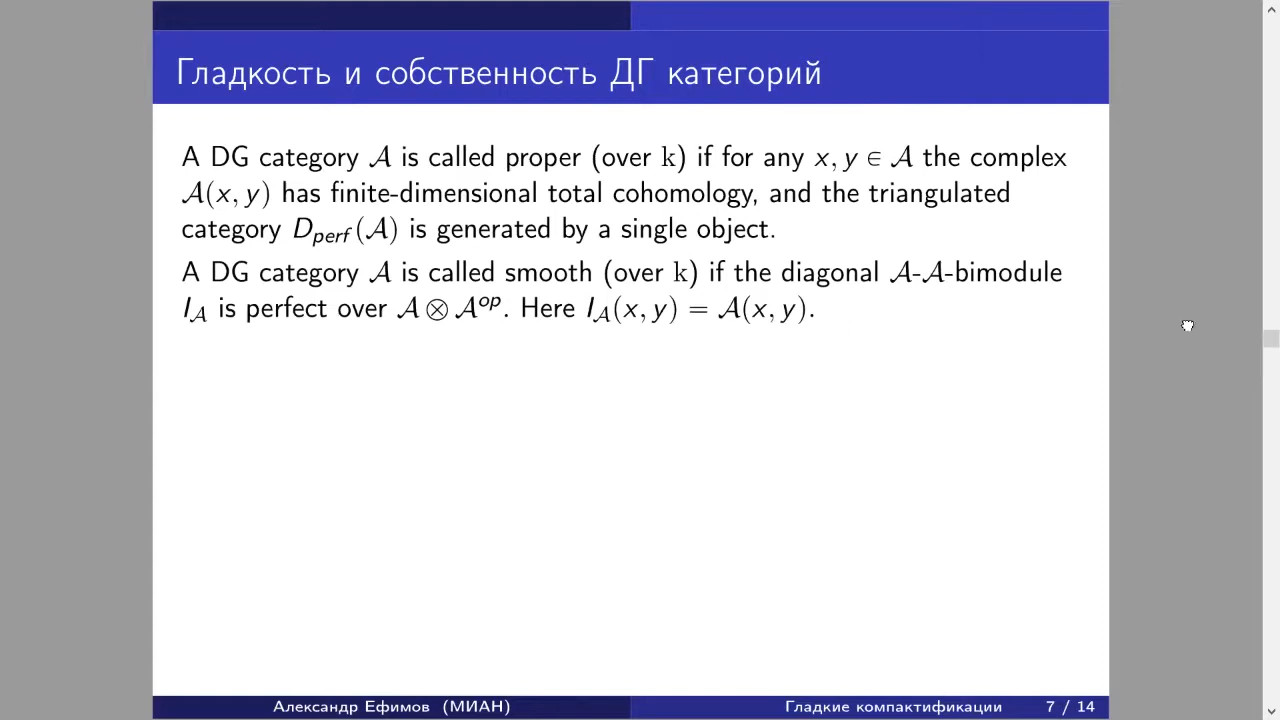 Гладкость и собственность ДГ категорий
A DG category 𝒜 is called proper (over k) if for any x, y ∈ 𝒜 the complex
𝒜(x, y) has finite-dimensional total cohomology, and the triangulated
category D_perf(𝒜) is generated by a single object.
A DG category 𝒜 is called smooth (over k) if the diagonal 𝒜-𝒜-bimodule
I_𝒜 is perfect over 𝒜 ⊗ 𝒜^op. Here I_𝒜(x, y) = 𝒜(x, y).
Александр Ефимов (МИАН) Гладкие компактификации 7 / 14